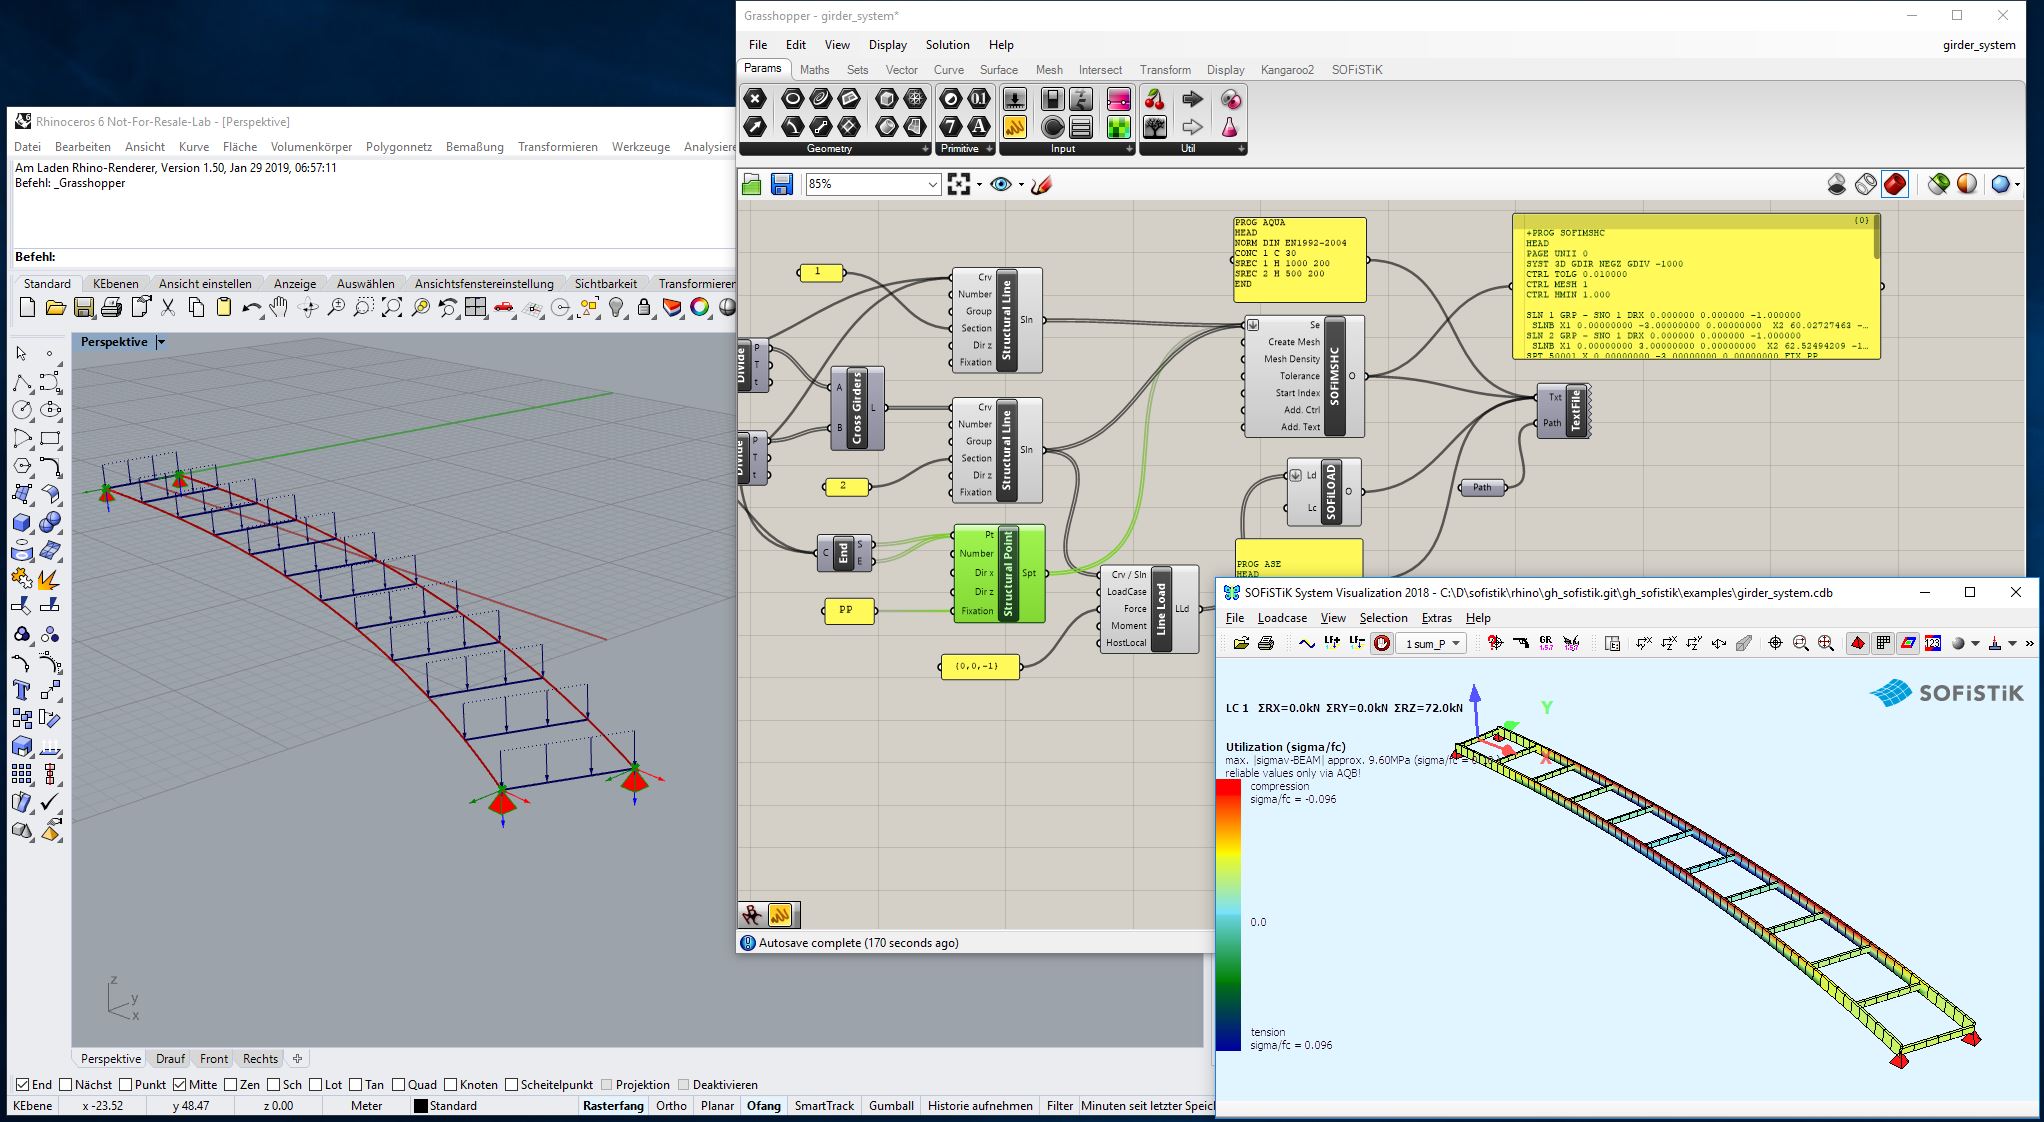 Grasshopper - girder_system*
File Edit View Display Solution Help
girder_system
Params Maths Sets Vector Curve Surface Mesh Intersect Transform Display Kangaroo2 SOFiSTiK
Geometry Primitive Input Util
85%
Rhinoceros 6 Not-For-Resale-Lab - [Perspektive]
Datei Bearbeiten Ansicht Kurve Fläche Volumenkörper Polygonnetz Bemaßung Transformieren Werkzeuge Analysiere
Am Laden Rhino-Renderer, Version 1.50, Jan 29 2019, 06:57:11
Befehl: _Grasshopper
Befehl:
Standard KEbenen Ansicht einstellen Anzeige Auswählen Ansichtsfenstereinstellung Sichtbarkeit Transformieren
Perspektive
z
y
x
Perspektive Drauf Front Rechts
End Nächst Punkt Mitte Zen Sch Lot Tan Quad Knoten Scheitelpunkt Projektion Deaktivieren
KEbene x -23.52 y 48.47 z 0.00 Meter Standard Rasterfang Ortho Planar Ofang SmartTrack Gumball Historie aufnehmen Filter Minuten seit letzter Speich
1
Crv
Number
Group
Section
Dir z
Fixation
Structural Line
Sln
Divide
P
T
t
A
B
Cross Girders
L
Crv
Number
Group
Section
Dir z
Fixation
Structural Line
Sln
Divide
P
T
t
2
C
End
S
E
PP
Pt
Number
Dir x
Dir z
Fixation
Structural Point
Spt
{0,0,-1}
Crv / Sln
LoadCase
Force
Moment
HostLocal
Line Load
LLd
PROG AQUA
HEAD
NORM DIN EN1992-2004
CONC 1 C 30
SREC 1 H 1000 200
SREC 2 H 500 200
END
Se
Create Mesh
Mesh Density
Tolerance
Start Index
Add. Ctrl
Add. Text
SOFiMSHC
O
Ld
Lc
SOFiLOAD
O
PROG ASE
HEAD
{0}
+PROG SOFIMSHC
HEAD
PAGE UNII 0
SYST 3D GDIR NEGZ GDIV -1000
CTRL TOLG 0.010000
CTRL MESH 1
CTRL HMIN 1.000
SLN 1 GRP - SNO 1 DRX 0.000000 0.000000 -1.000000
SLNB X1 0.00000000 -3.00000000 0.00000000 X2 60.02727463 -...
SLN 2 GRP - SNO 1 DRX 0.000000 0.000000 -1.000000
SLNB X1 0.00000000 3.00000000 0.00000000 X2 62.52494209 -1...
SPT 50001 X 0.00000000 -3.00000000 0.00000000 FIX PP
Txt
Path
TextFile
Path
Autosave complete (170 seconds ago)
SOFiSTiK System Visualization 2018 - C:\D\sofistik\rhino\gh_sofistik.git\gh_sofistik\examples\girder_system.cdb
File Loadcase View Selection Extras Help
1 sum_P
SOFiSTiK
LC 1 ΣRX=0.0kN ΣRY=0.0kN ΣRZ=72.0kN
Y
X
Utilization (sigma/fc)
max. |sigmav-BEAM| approx. 9.60MPa (sigma/fc = 0
reliable values only via AQB!
compression
sigma/fc = -0.096
0.0
tension
sigma/fc = 0.096